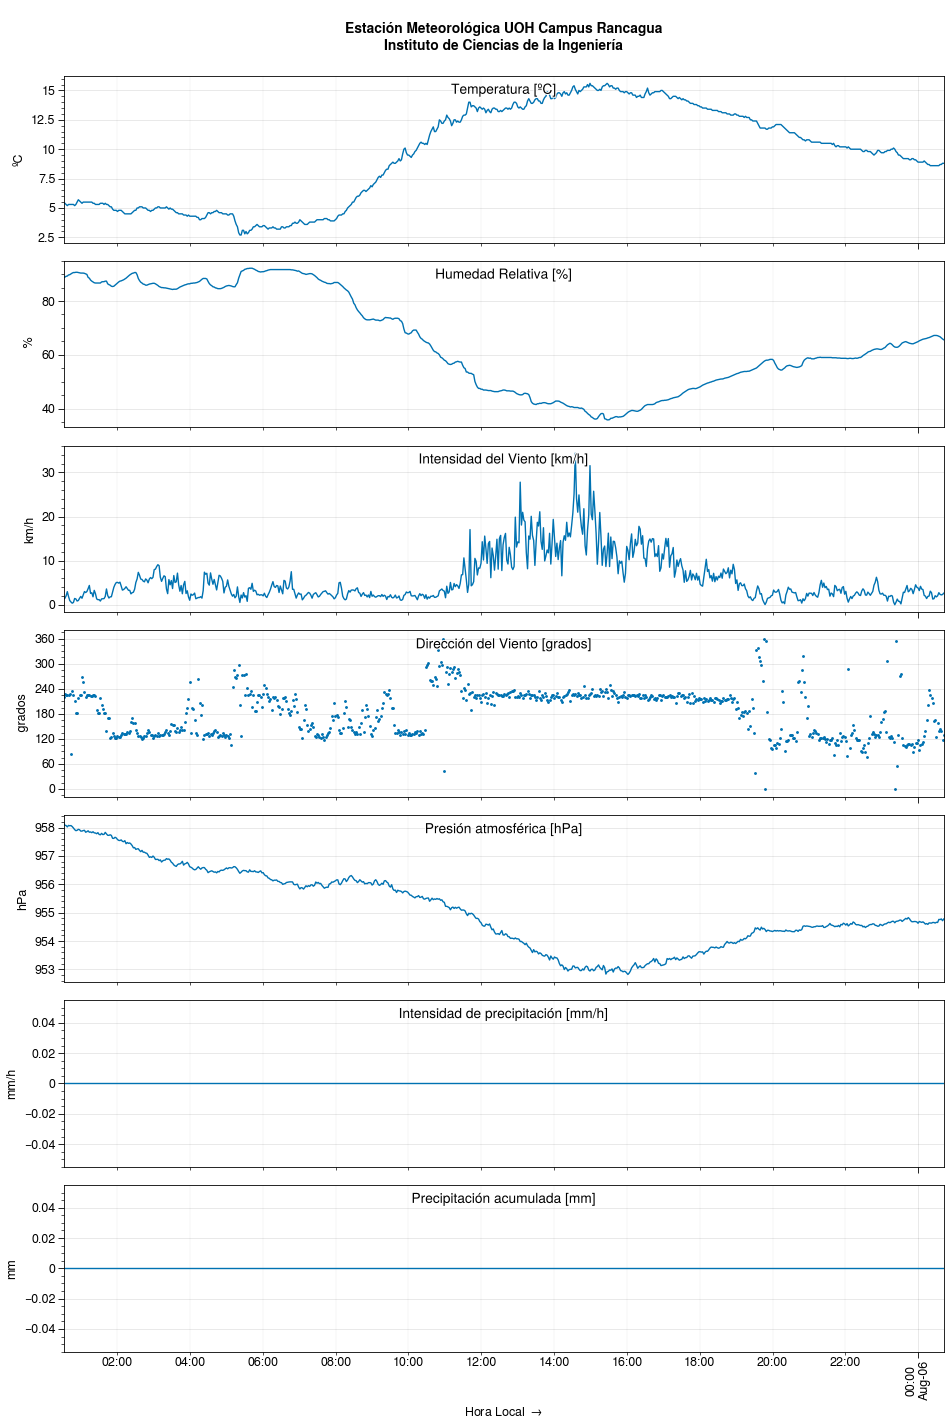 Estación Meteorológica UOH Campus Rancagua
Instituto de Ciencias de la Ingeniería
Temperatura [ºC]
15
12.5
10
7.5
5
2.5
ºC
Humedad Relativa [%]
80
60
40
%
Intensidad del Viento [km/h]
30
20
10
0
km/h
Dirección del Viento [grados]
360
300
240
180
120
60
0
grados
Presión atmosférica [hPa]
958
957
956
955
954
953
hPa
Intensidad de precipitación [mm/h]
0.04
0.02
0
−0.02
−0.04
mm/h
Precipitación acumulada [mm]
0.04
0.02
0
−0.02
−0.04
mm
02:00 04:00 06:00 08:00 10:00 12:00 14:00 16:00 18:00 20:00 22:00
00:00
Aug-06
Hora Local →